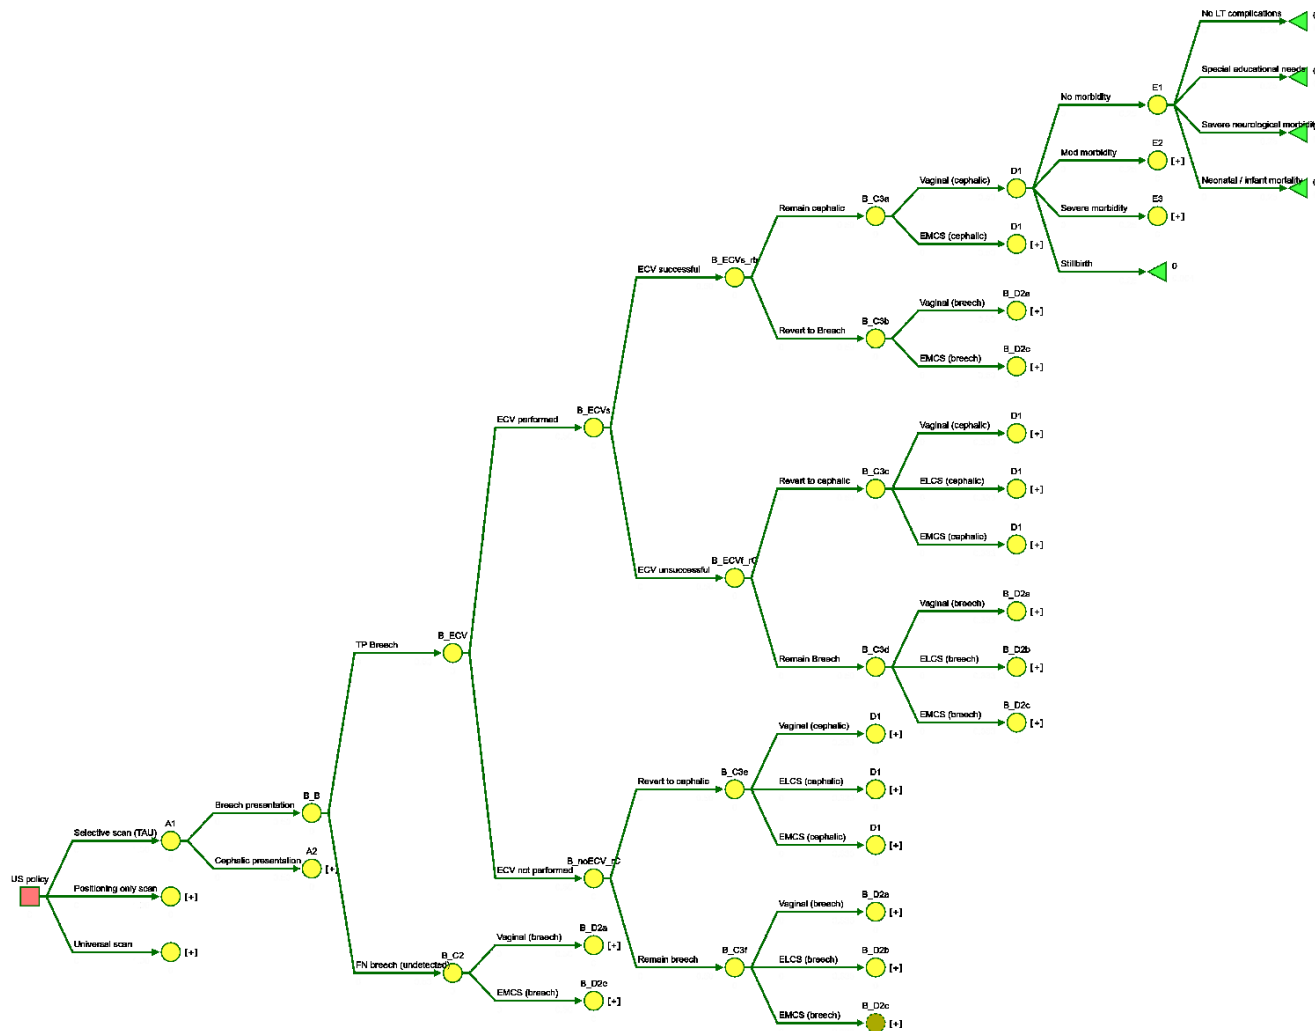 No LT complications
Special educational needs
E1
No morbidity
Severe neurological morbidity
E2
Mod morbidity
[+]
D1
Vaginal (cephalic)
Neonatal / infant mortality
E3
B_C3a
Severe morbidity
[+]
Remain cephalic
D1
EMCS (cephalic)
[+]
B_ECVs_rb
ECV successful
Stillbirth
0
B_D2a
Vaginal (breech)
[+]
B_C3b
Revert to Breech
B_D2c
EMCS (breech)
[+]
B_ECVs
ECV performed
D1
Vaginal (cephalic)
[+]
B_C3c
Revert to cephalic
D1
ELCS (cephalic)
[+]
D1
EMCS (cephalic)
[+]
B_ECVf_rC
ECV unsuccessful
B_D2a
Vaginal (breech)
[+]
B_ECV
TP Breech
B_C3d
Remain Breech
B_D2b
ELCS (breech)
[+]
B_D2c
EMCS (breech)
[+]
D1
Vaginal (cephalic)
[+]
B_C3e
Revert to cephalic
D1
ELCS (cephalic)
[+]
B_B
Breech presentation
A1
Selective scan (TAU)
D1
EMCS (cephalic)
[+]
A2
Cephalic presentation
[+]
B_noECV_rC
ECV not performed
US policy
Positioning only scan
[+]
B_D2a
Vaginal (breech)
[+]
Universal scan
[+]
B_D2a
Vaginal (breech)
[+]
B_C2
FN breech (undetected)
B_C3f
Remain breech
B_D2b
ELCS (breech)
[+]
B_D2c
EMCS (breech)
[+]
B_D2c
EMCS (breech)
[+]